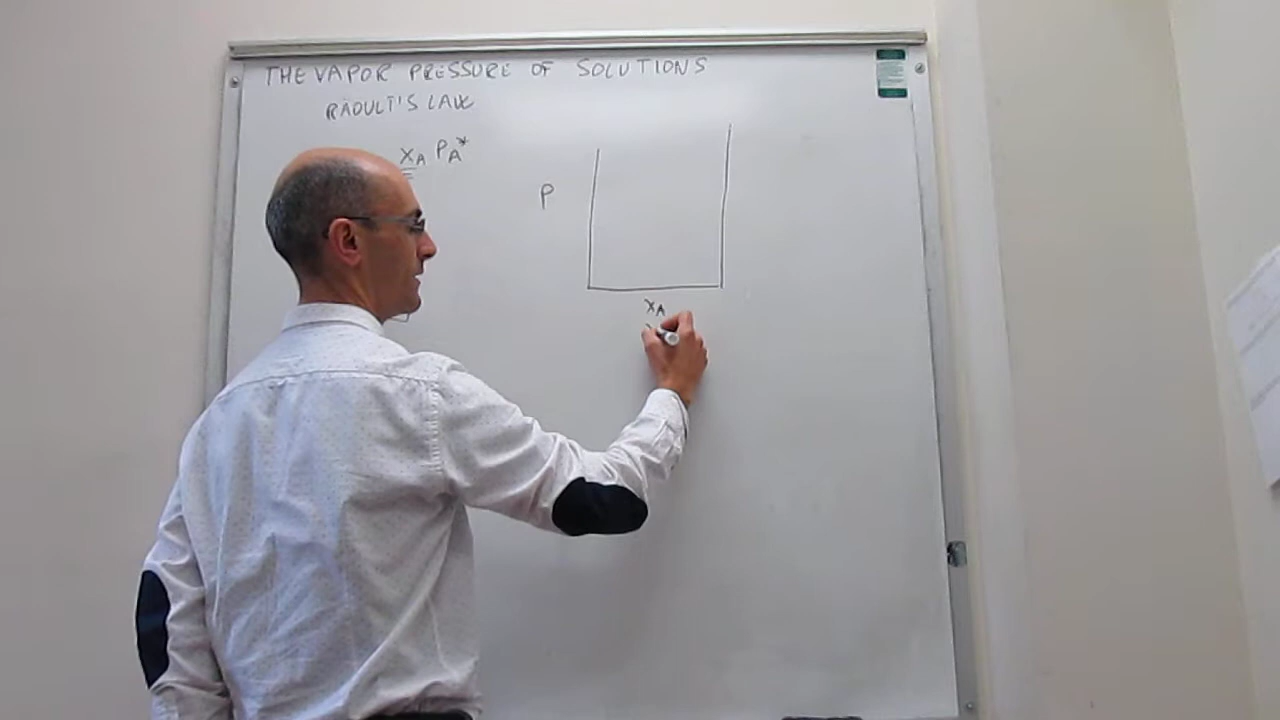 THE VAPOR PRESSURE OF SOLUTIONS
RAOULT'S LAW
XA PA*
P
XA